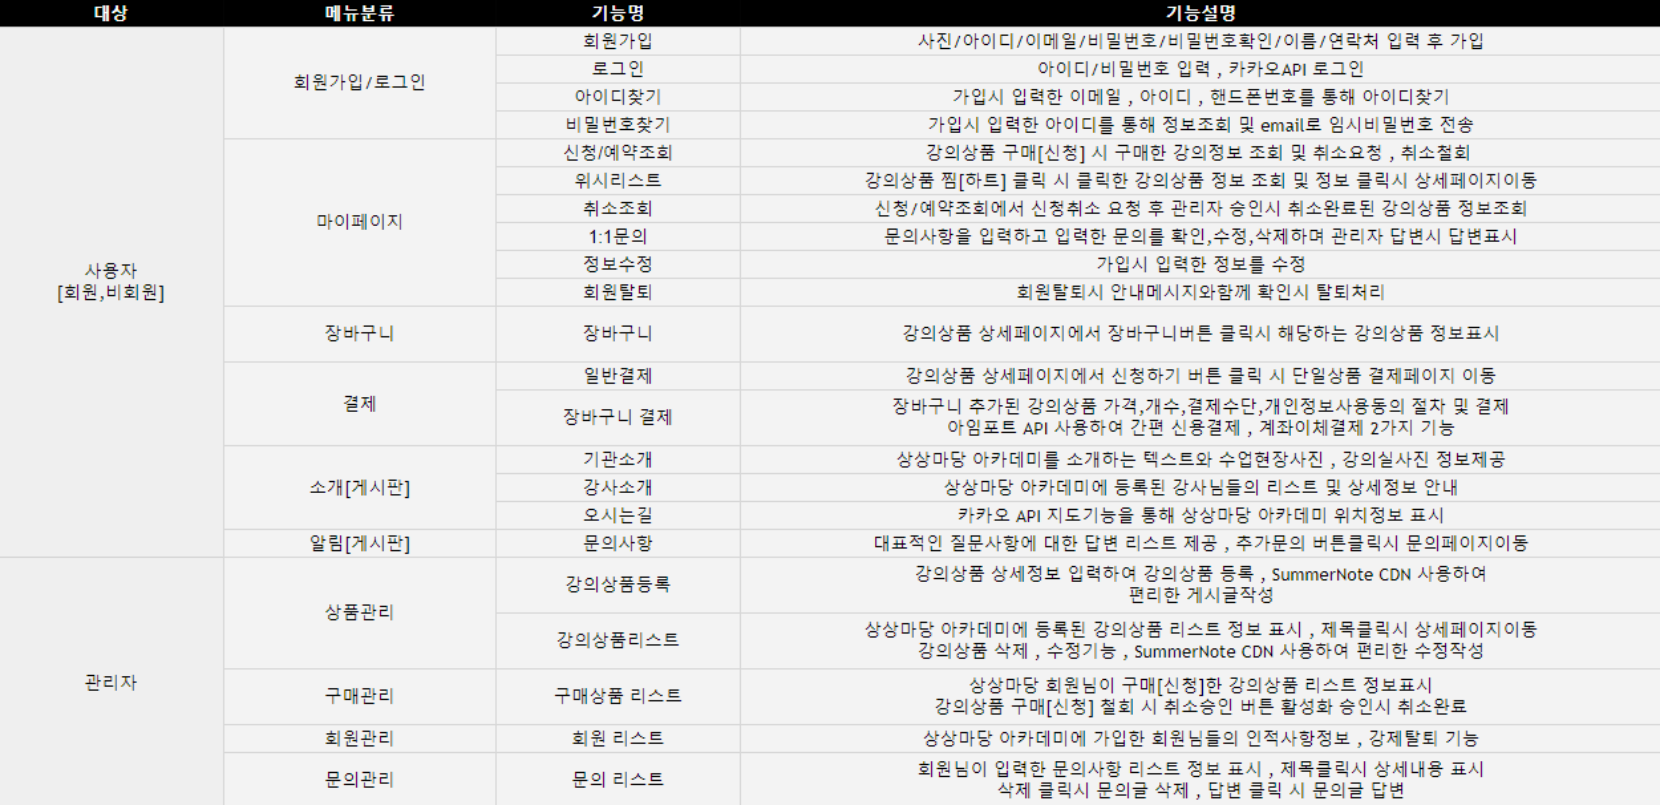 대상 메뉴분류 기능명 기능설명
회원가입 사진/아이디/이메일/비밀번호/비밀번호확인/이름/연락처 입력 후 가입
회원가입/로그인
로그인 아이디/비밀번호 입력 , 카카오API 로그인
아이디찾기 가입시 입력한 이메일 , 아이디 , 핸드폰번호를 통해 아이디찾기
비밀번호찾기 가입시 입력한 아이디를 통해 정보조회 및 email로 임시비밀번호 전송
신청/예약조회 강의상품 구매[신청] 시 구매한 강의정보 조회 및 취소요청 , 취소철회
위시리스트 강의상품 찜[하트] 클릭 시 클릭한 강의상품 정보 조회 및 정보 클릭시 상세페이지이동
취소조회 신청/예약조회에서 신청취소 요청 후 관리자 승인시 취소완료된 강의상품 정보조회
마이페이지
1:1문의 문의사항을 입력하고 입력한 문의를 확인,수정,삭제하며 관리자 답변시 답변표시
정보수정 가입시 입력한 정보를 수정
사용자
[회원,비회원]
회원탈퇴 회원탈퇴시 안내메시지와함께 확인시 탈퇴처리
장바구니 장바구니 강의상품 상세페이지에서 장바구니버튼 클릭시 해당하는 강의상품 정보표시
일반결제 강의상품 상세페이지에서 신청하기 버튼 클릭 시 단일상품 결제페이지 이동
결제
장바구니 결제 장바구니 추가된 강의상품 가격,개수,결제수단,개인정보사용동의 절차 및 결제
아임포트 API 사용하여 간편 신용결제 , 계좌이체결제 2가지 기능
기관소개 상상마당 아카데미를 소개하는 텍스트와 수업현장사진 , 강의실사진 정보제공
소개[게시판] 강사소개 상상마당 아카데미에 등록된 강사님들의 리스트 및 상세정보 안내
오시는길 카카오 API 지도기능을 통해 상상마당 아카데미 위치정보 표시
알림[게시판] 문의사항 대표적인 질문사항에 대한 답변 리스트 제공 , 추가문의 버튼클릭시 문의페이지이동
강의상품등록 강의상품 상세정보 입력하여 강의상품 등록 , SummerNote CDN 사용하여
편리한 게시글작성
상품관리
강의상품리스트 상상마당 아카데미에 등록된 강의상품 리스트 정보 표시 , 제목클릭시 상세페이지이동
강의상품 삭제 , 수정기능 , SummerNote CDN 사용하여 편리한 수정작성
관리자
구매관리 구매상품 리스트 상상마당 회원님이 구매[신청]한 강의상품 리스트 정보표시
강의상품 구매[신청] 철회 시 취소승인 버튼 활성화 승인시 취소완료
회원관리 회원 리스트 상상마당 아카데미에 가입한 회원님들의 인적사항정보 , 강제탈퇴 기능
문의관리 문의 리스트 회원님이 입력한 문의사항 리스트 정보 표시 , 제목클릭시 상세내용 표시
삭제 클릭시 문의글 삭제 , 답변 클릭 시 문의글 답변